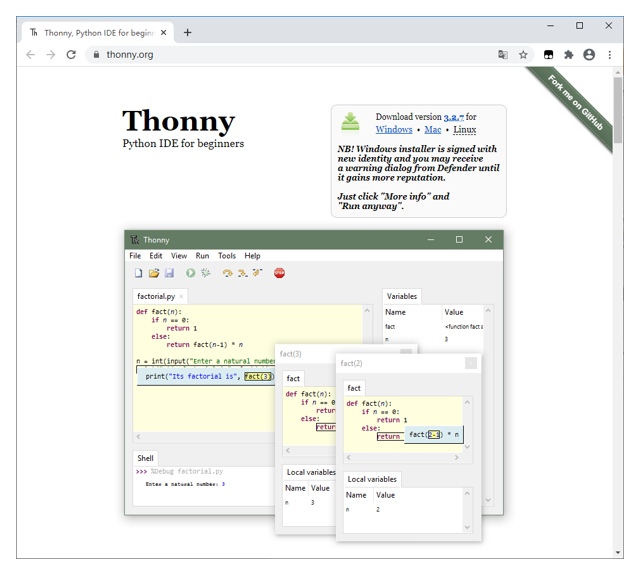 Th Thonny, Python IDE for begin
thonny.org
Fork me on GitHub
Thonny
Python IDE for beginners
Download version 3.2.7 for
Windows • Mac • Linux
NB! Windows installer is signed with
new identity and you may receive
a warning dialog from Defender until
it gains more reputation.
Just click "More info" and
"Run anyway".
Th Thonny
File Edit View Run Tools Help
STOP
factorial.py
def fact(n):
if n == 0:
return 1
else:
return fact(n-1) * n
n = int(input("Enter a natural number
print("Its factorial is", fact(3))
Variables
Name Value
fact <function fact a
n 3
Shell
>>> %Debug factorial.py
Enter a natural number: 3
fact(3)
fact
def fact(n):
if n == 0:
retur
else:
retur
Local variables
Name Value
n 3
fact(2)
fact
def fact(n):
if n == 0:
return 1
else:
return fact(2-1) * n
Local variables
Name Value
n 2